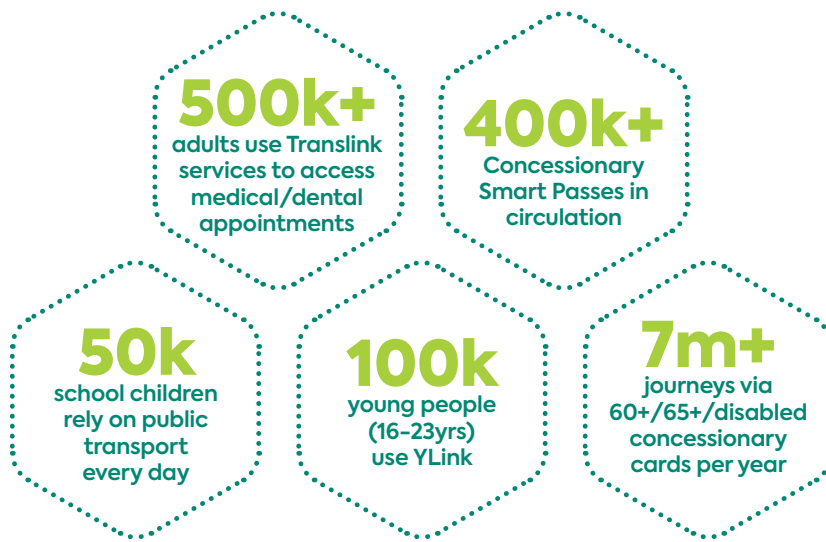 500k+
adults use Translink
services to access
medical/dental
appointments
400k+
Concessionary
Smart Passes in
circulation
50k
school children
rely on public
transport
every day
100k
young people
(16-23yrs)
use YLink
7m+
journeys via
60+/65+/disabled
concessionary
cards per year